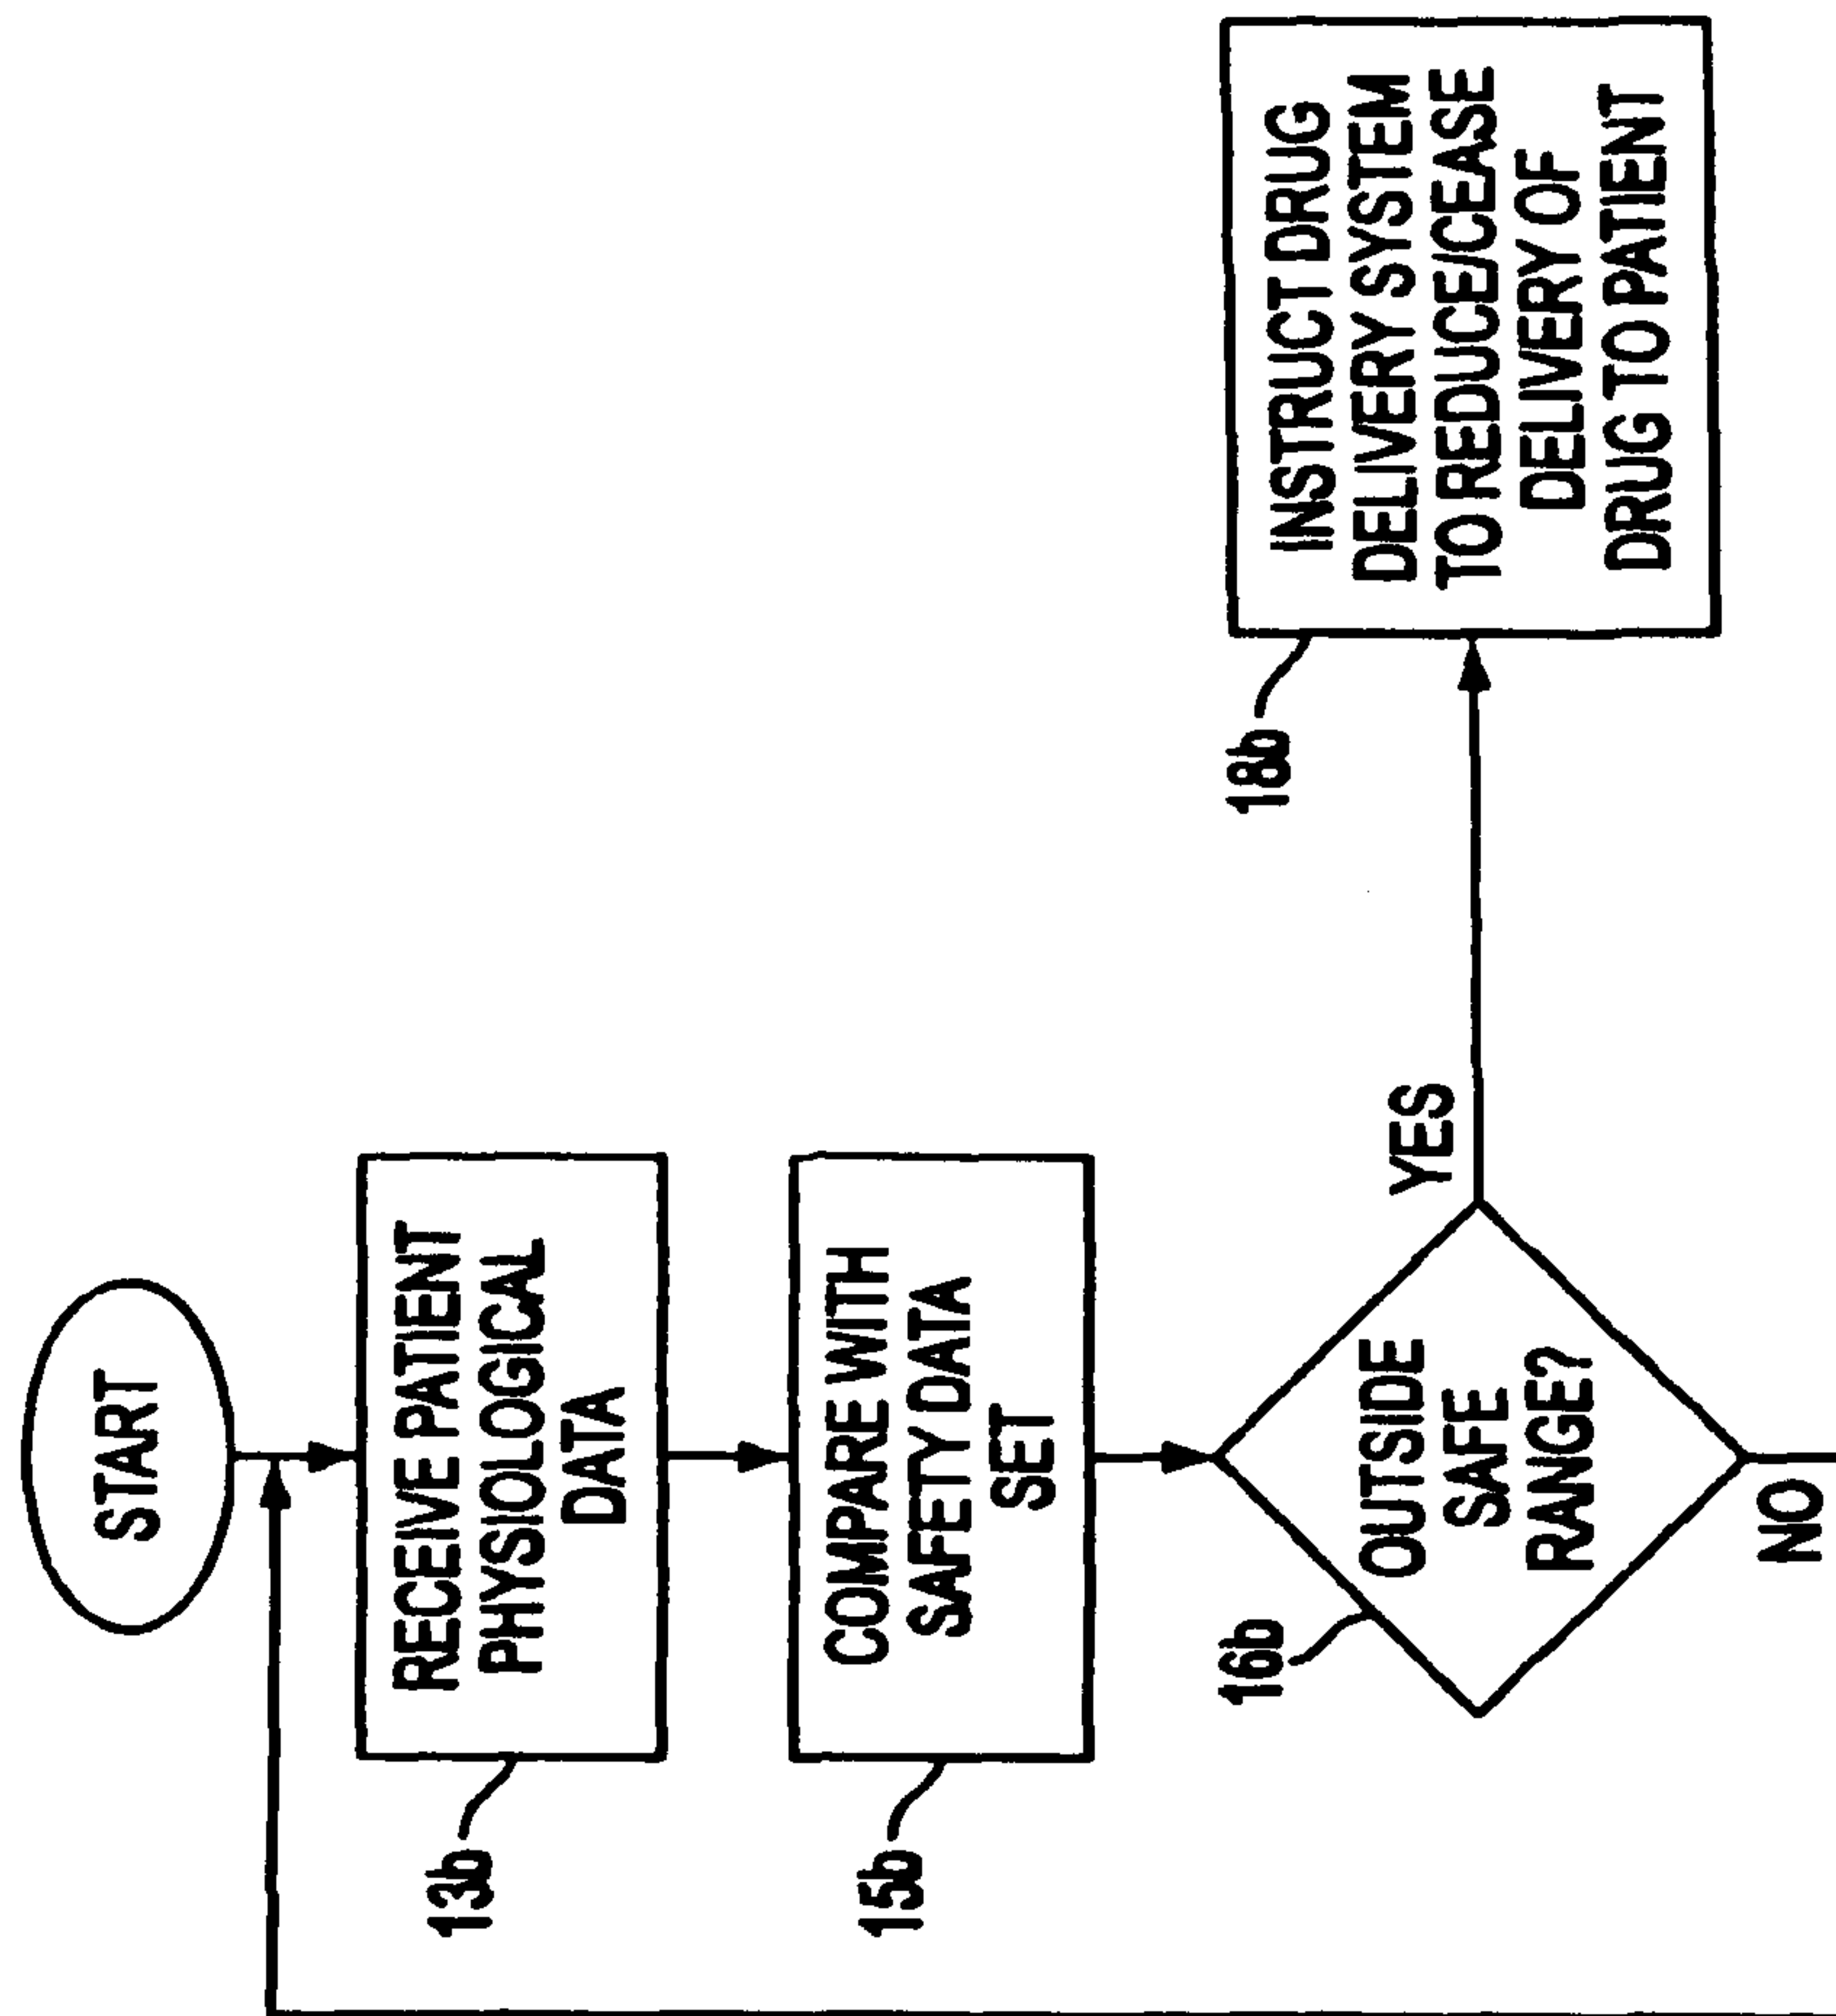 START
RECEIVE PATIENT
PHYSIOLOGICAL
DATA
13b
COMPARE WITH
SAFETY DATA
SET
15b
OUTSIDE
SAFE
RANGE?
16b
YES
NO
INSTRUCT DRUG
DELIVERY SYSTEM
TO REDUCE/CEASE
DELIVERY OF
DRUG TO PATIENT
18b